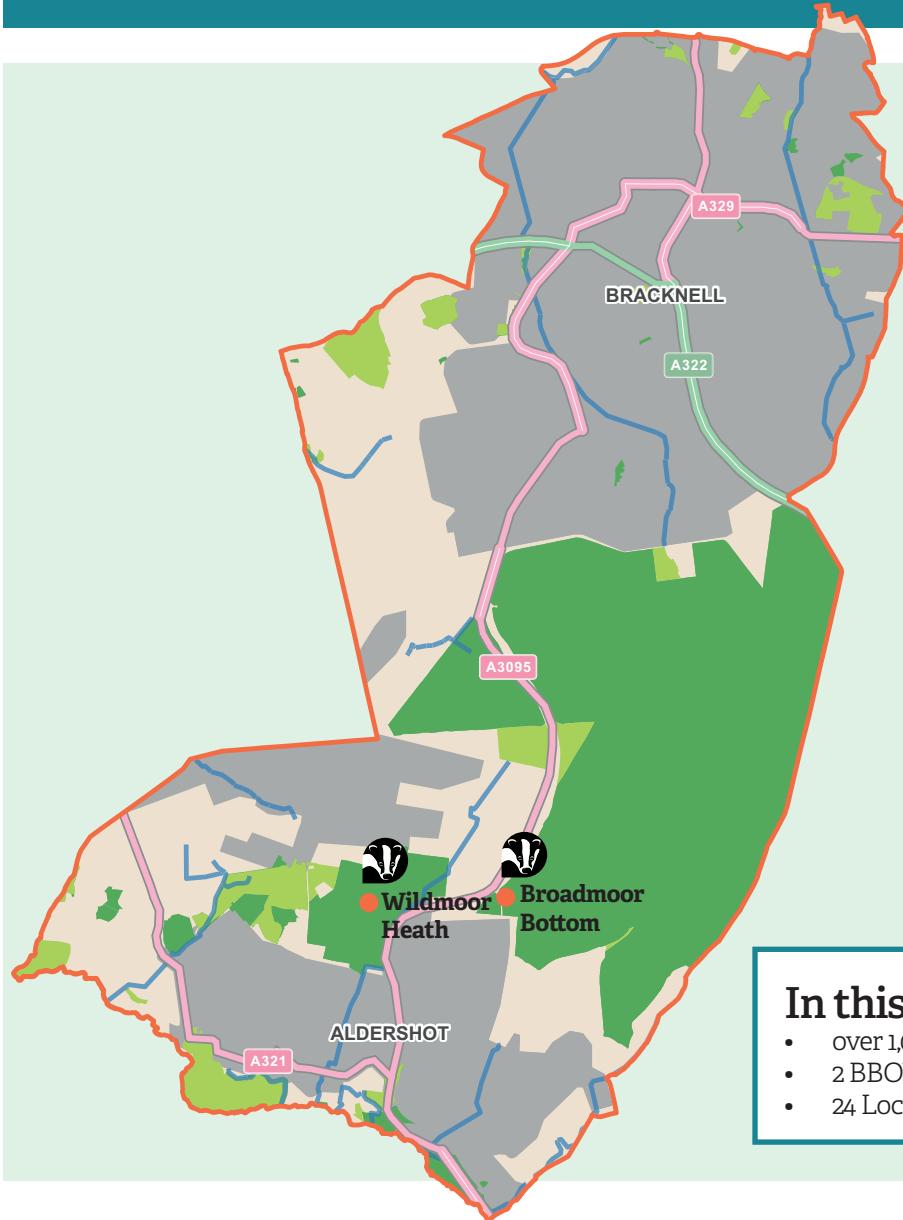 A329
BRACKNELL
A322
A3095
Wildmoor
Heath
Broadmoor
Bottom
ALDERSHOT
A321
In this
• over 1,
• 2 BBO
• 24 Loc